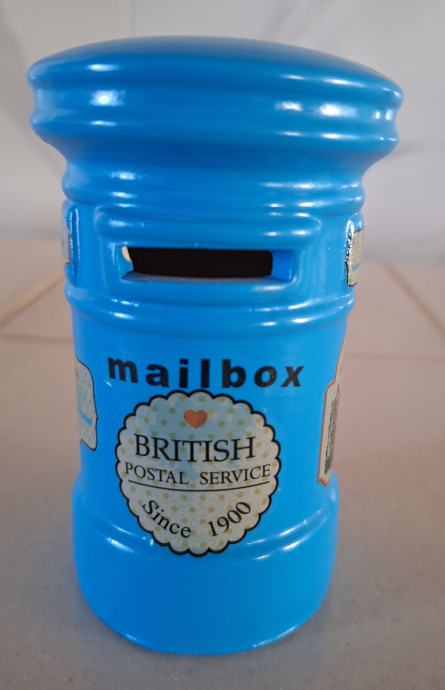 mailbox
BRITISH
POSTAL SERVICE
Since 1900